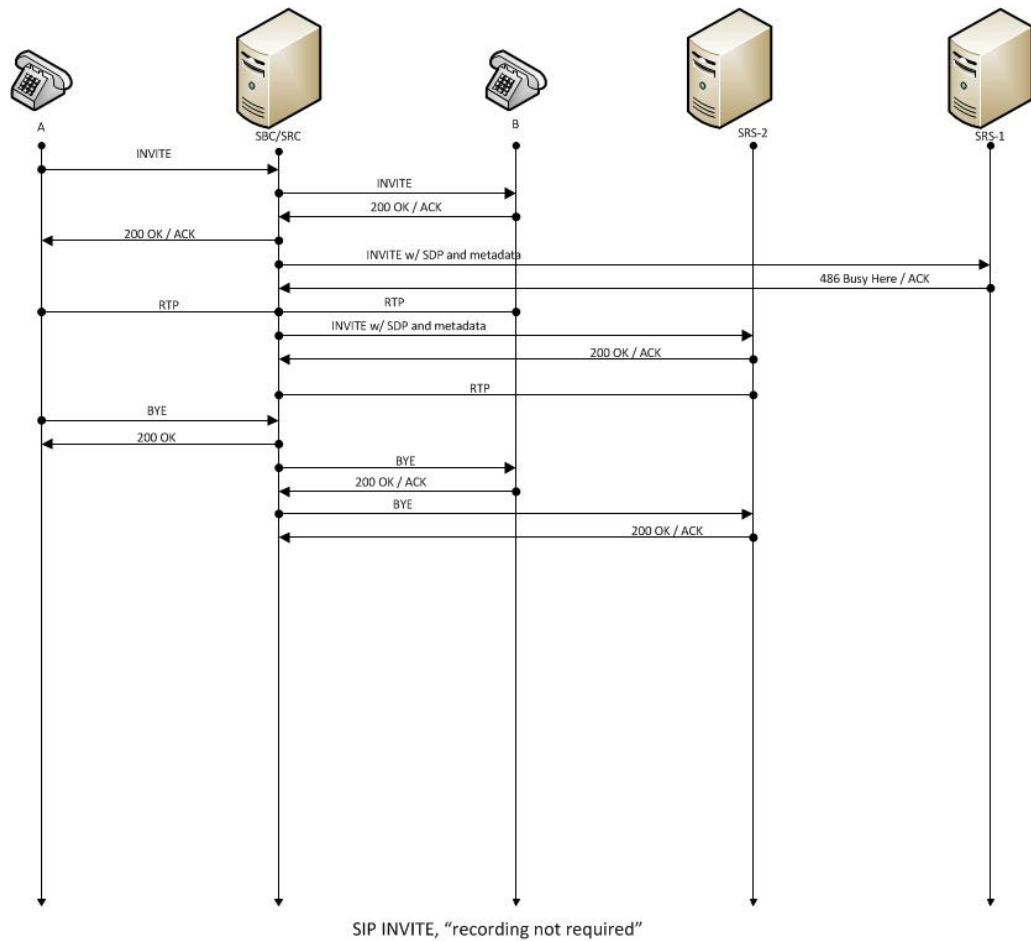 A
SBC/SRC
B
SRS-2
SRS-1
INVITE
INVITE
200 OK / ACK
200 OK / ACK
INVITE w/ SDP and metadata
486 Busy Here / ACK
RTP
RTP
INVITE w/ SDP and metadata
200 OK / ACK
RTP
BYE
200 OK
BYE
200 OK / ACK
BYE
200 OK / ACK
SIP INVITE, “recording not required”